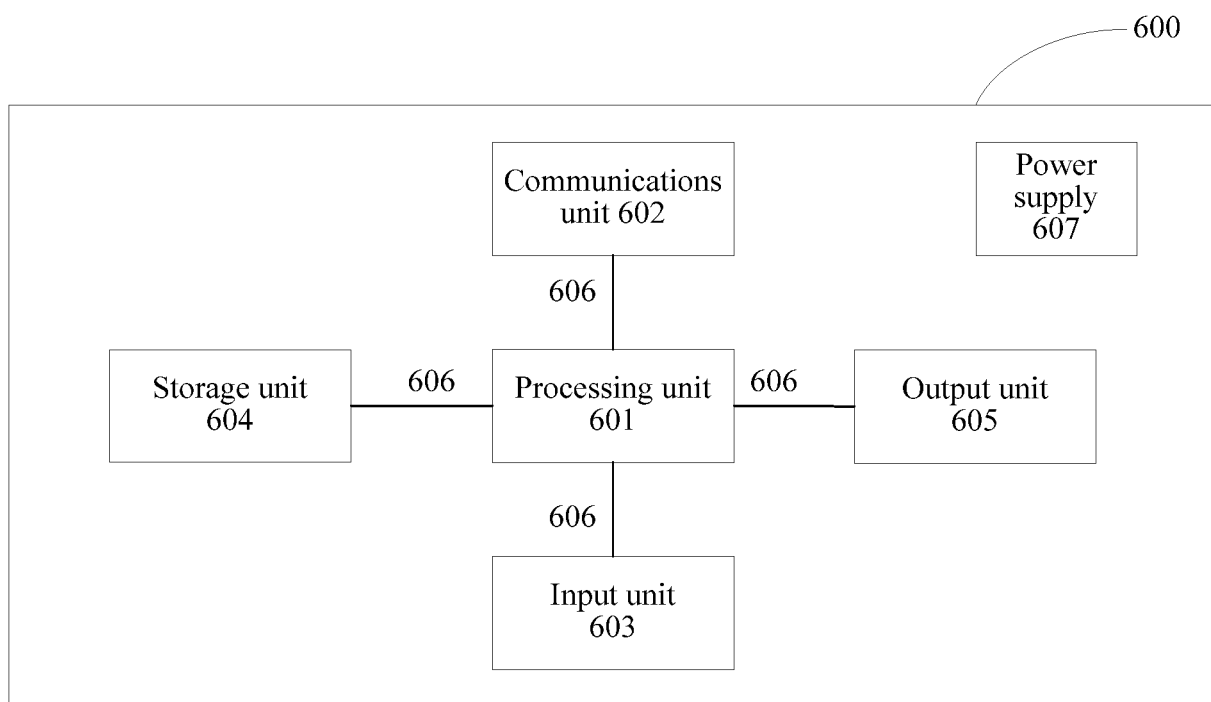 600
Communications
unit 602
Power
supply
607
606
Storage unit
604
606
Processing unit
601
606
Output unit
605
606
Input unit
603